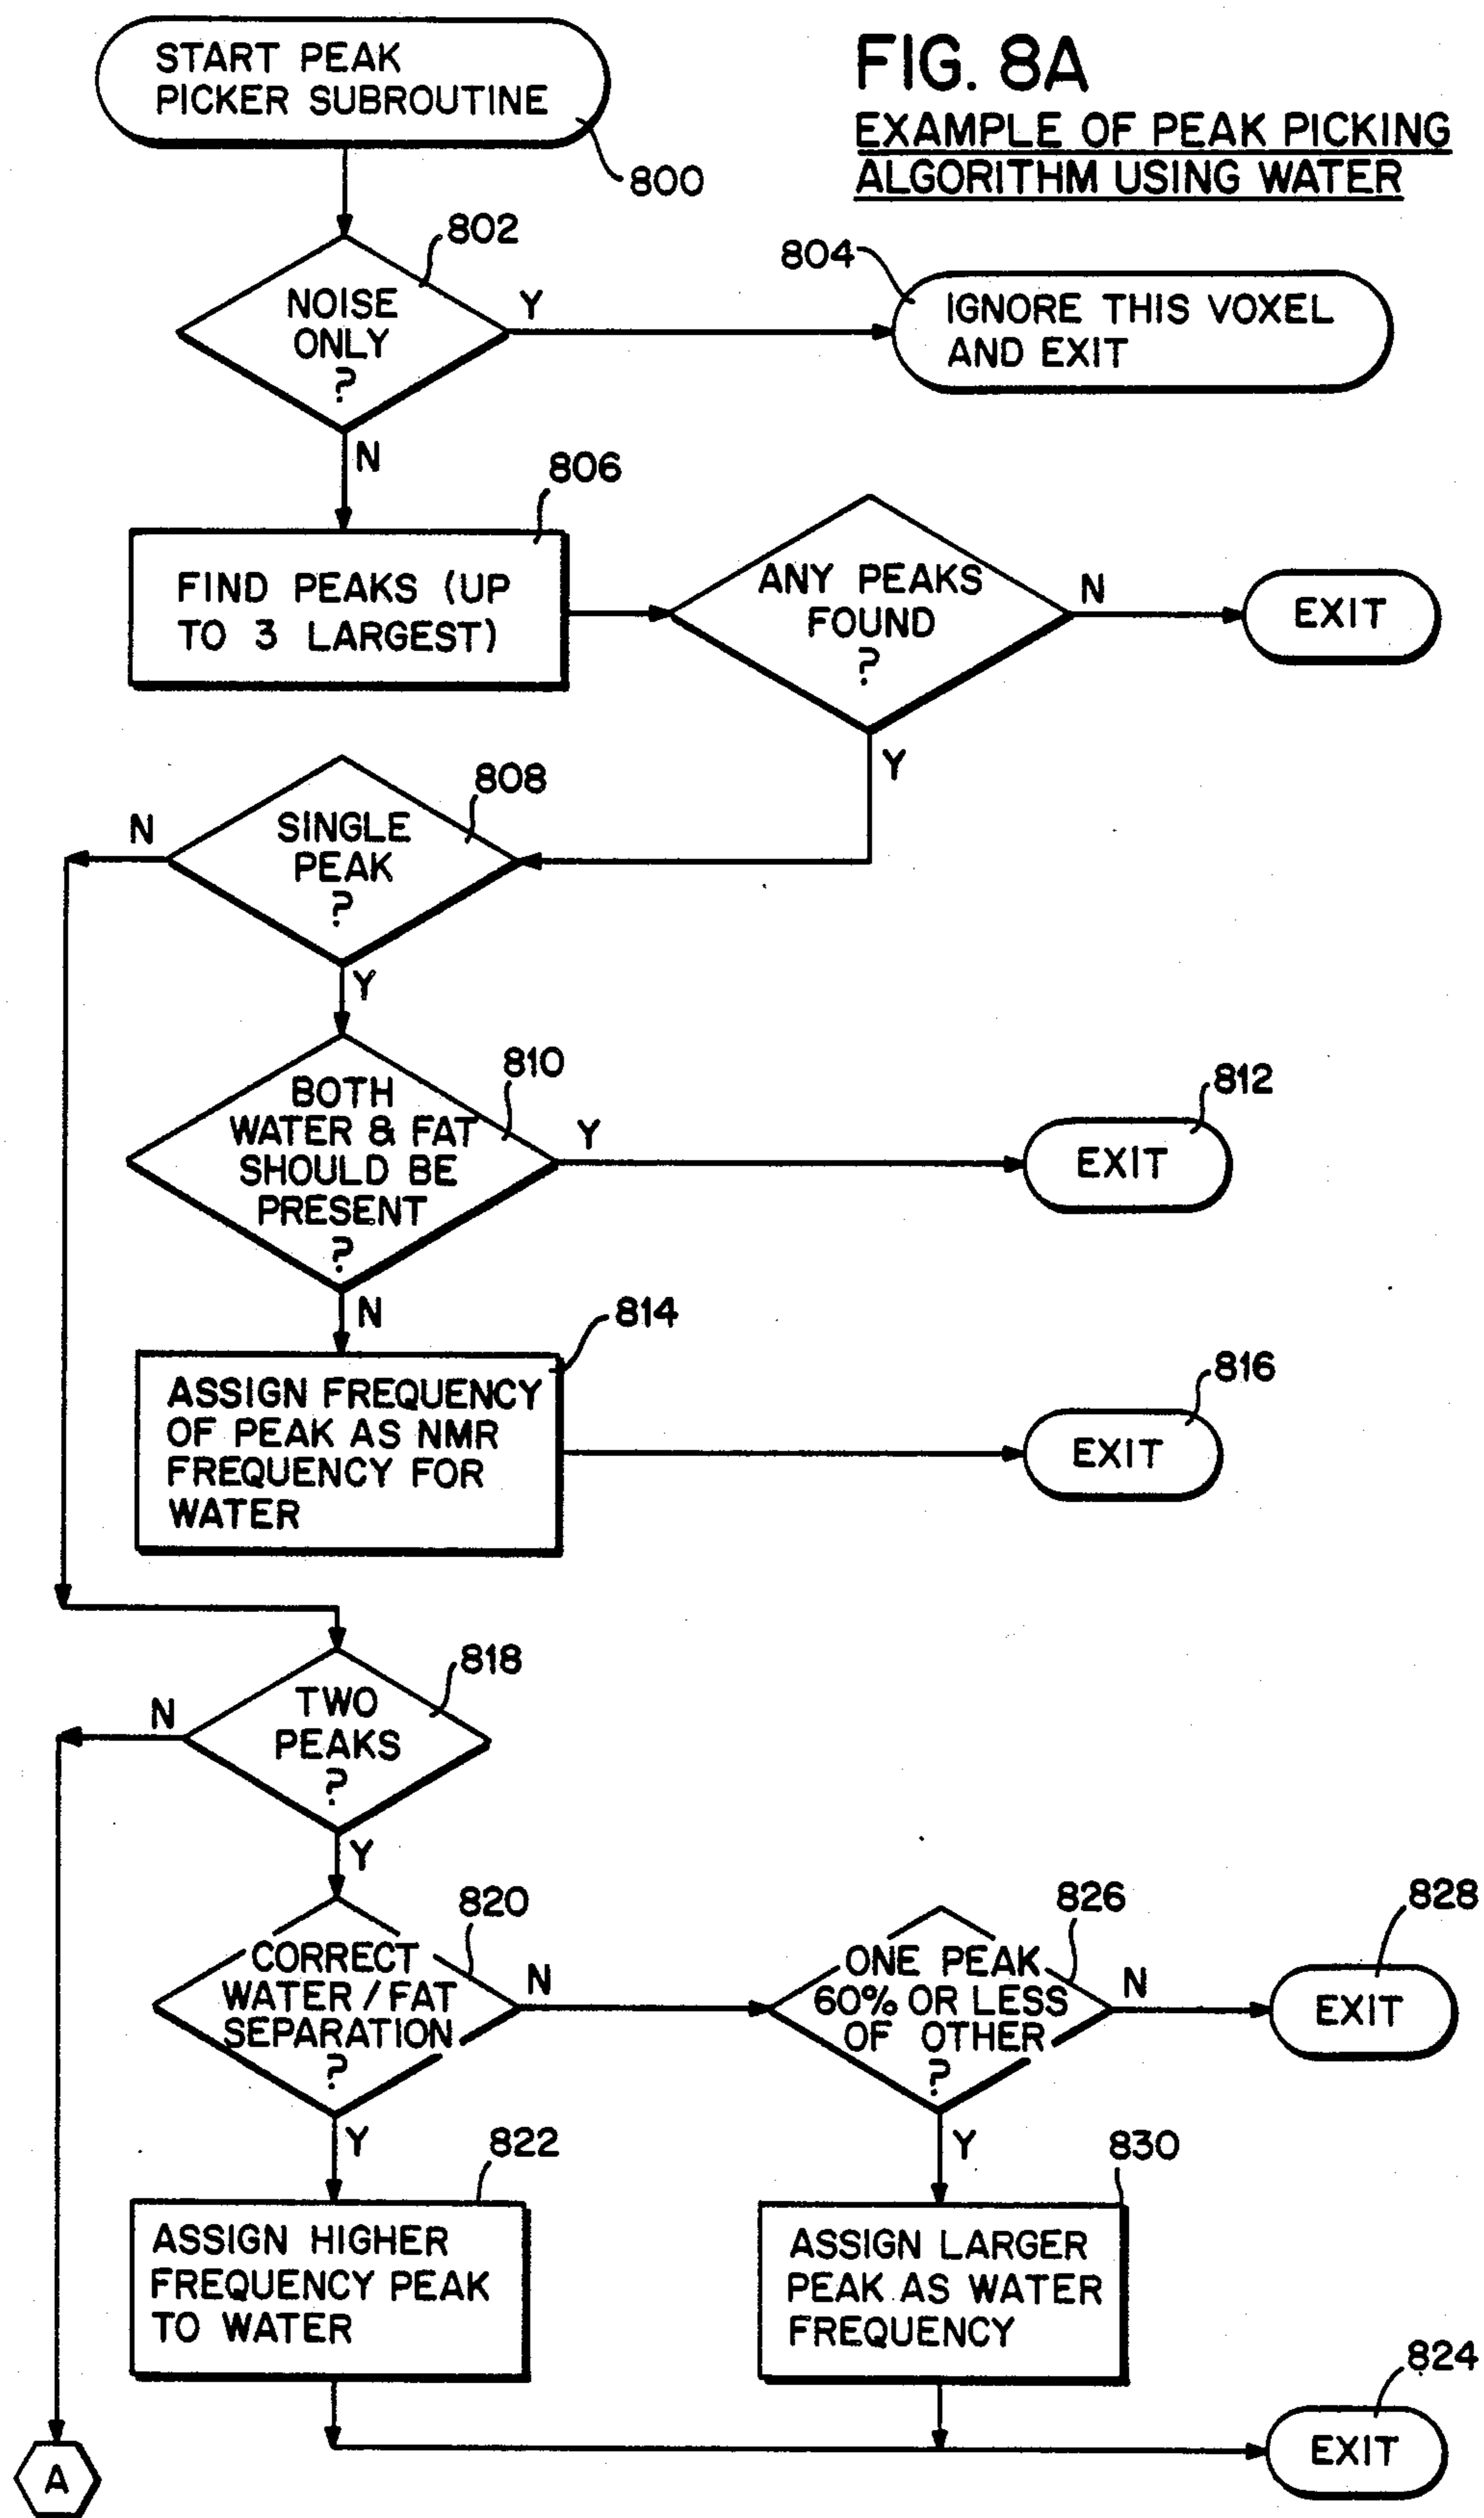 START PEAK
PICKER SUBROUTINE
800
FIG. 8A
EXAMPLE OF PEAK PICKING
ALGORITHM USING WATER
802
NOISE
ONLY
?
Y
804
IGNORE THIS VOXEL
AND EXIT
N
806
FIND PEAKS (UP
TO 3 LARGEST)
ANY PEAKS
FOUND
?
N
EXIT
Y
808
SINGLE
PEAK
?
N
Y
810
BOTH
WATER & FAT
SHOULD BE
PRESENT
?
Y
812
EXIT
N
814
ASSIGN FREQUENCY
OF PEAK AS NMR
FREQUENCY FOR
WATER
816
EXIT
818
TWO
PEAKS
?
N
Y
820
CORRECT
WATER/FAT
SEPARATION
?
N
826
ONE PEAK
60% OR LESS
OF OTHER
?
N
828
EXIT
Y
822
ASSIGN HIGHER
FREQUENCY PEAK
TO WATER
Y
830
ASSIGN LARGER
PEAK AS WATER
FREQUENCY
824
EXIT
A